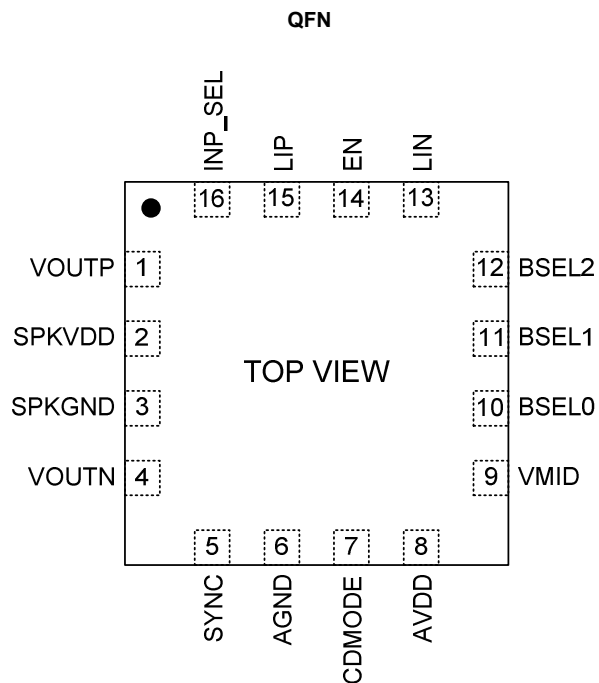 QFN
INP_SEL
LIP
EN
LIN
16
15
14
13
VOUTP 1
12 BSEL2
SPKVDD 2
11 BSEL1
TOP VIEW
SPKGND 3
10 BSEL0
VOUTN 4
9 VMID
5
6
7
8
SYNC
AGND
CDMODE
AVDD